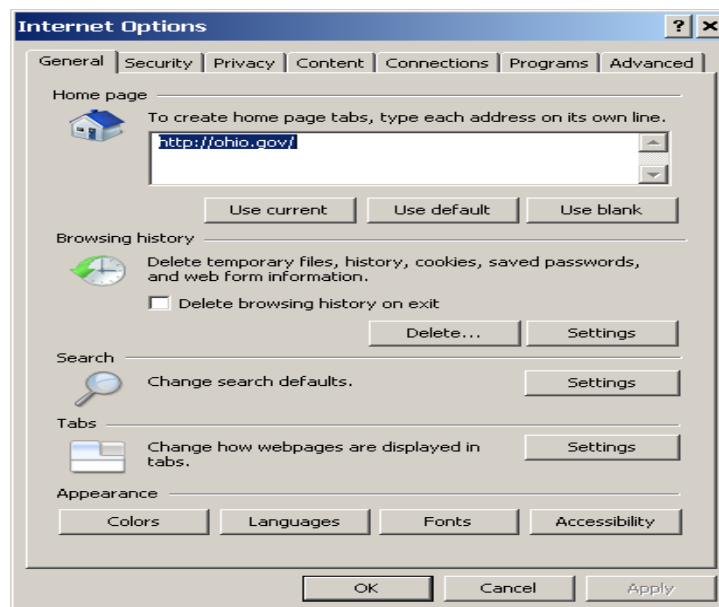 Internet Options
? ×
General Security Privacy Content Connections Programs Advanced
Home page
To create home page tabs, type each address on its own line.
http://ohio.gov/
Use current Use default Use blank
Browsing history
Delete temporary files, history, cookies, saved passwords,
and web form information.
Delete browsing history on exit
Delete... Settings
Search
Change search defaults. Settings
Tabs
Change how webpages are displayed in
tabs.
Settings
Appearance
Colors Languages Fonts Accessibility
OK Cancel Apply